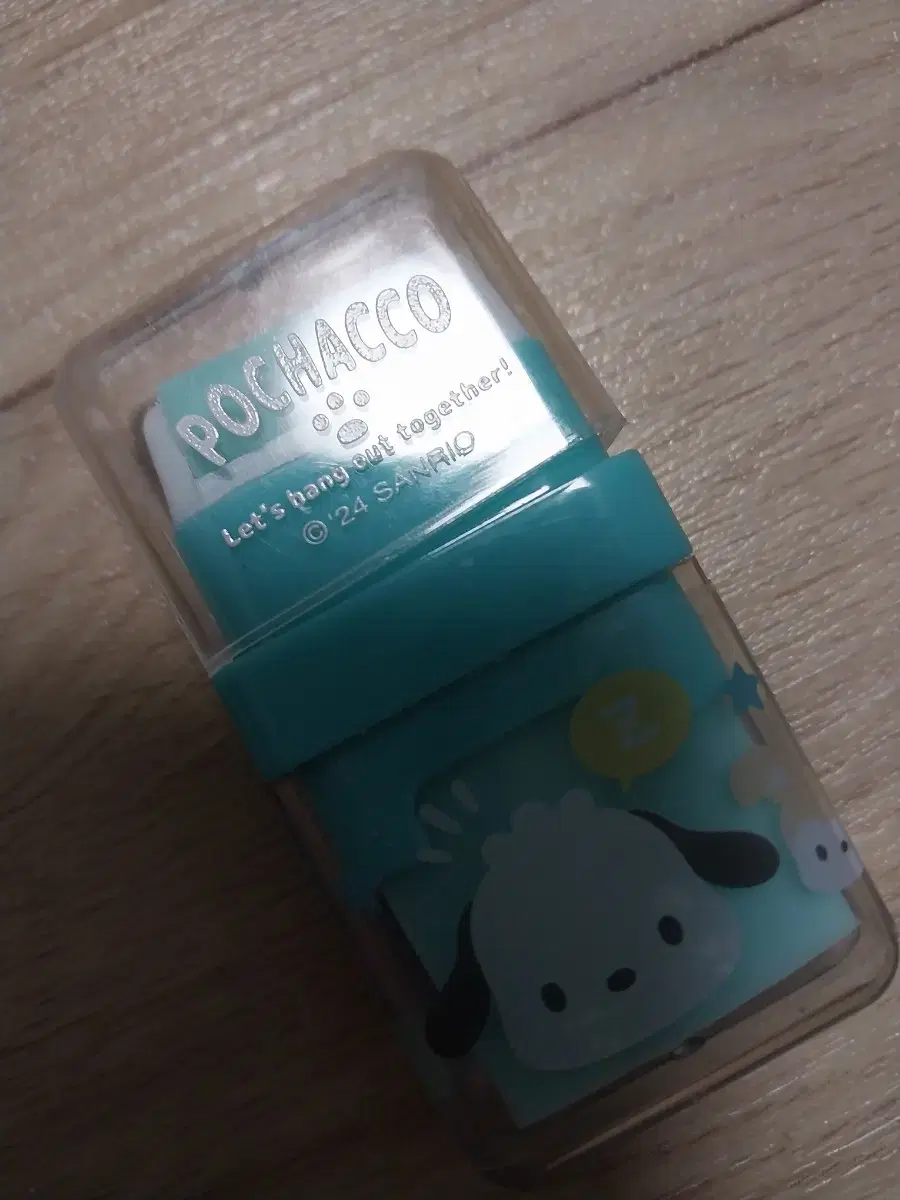 POCHACCO
Let's hang out together!
© '24 SANRIO
Z